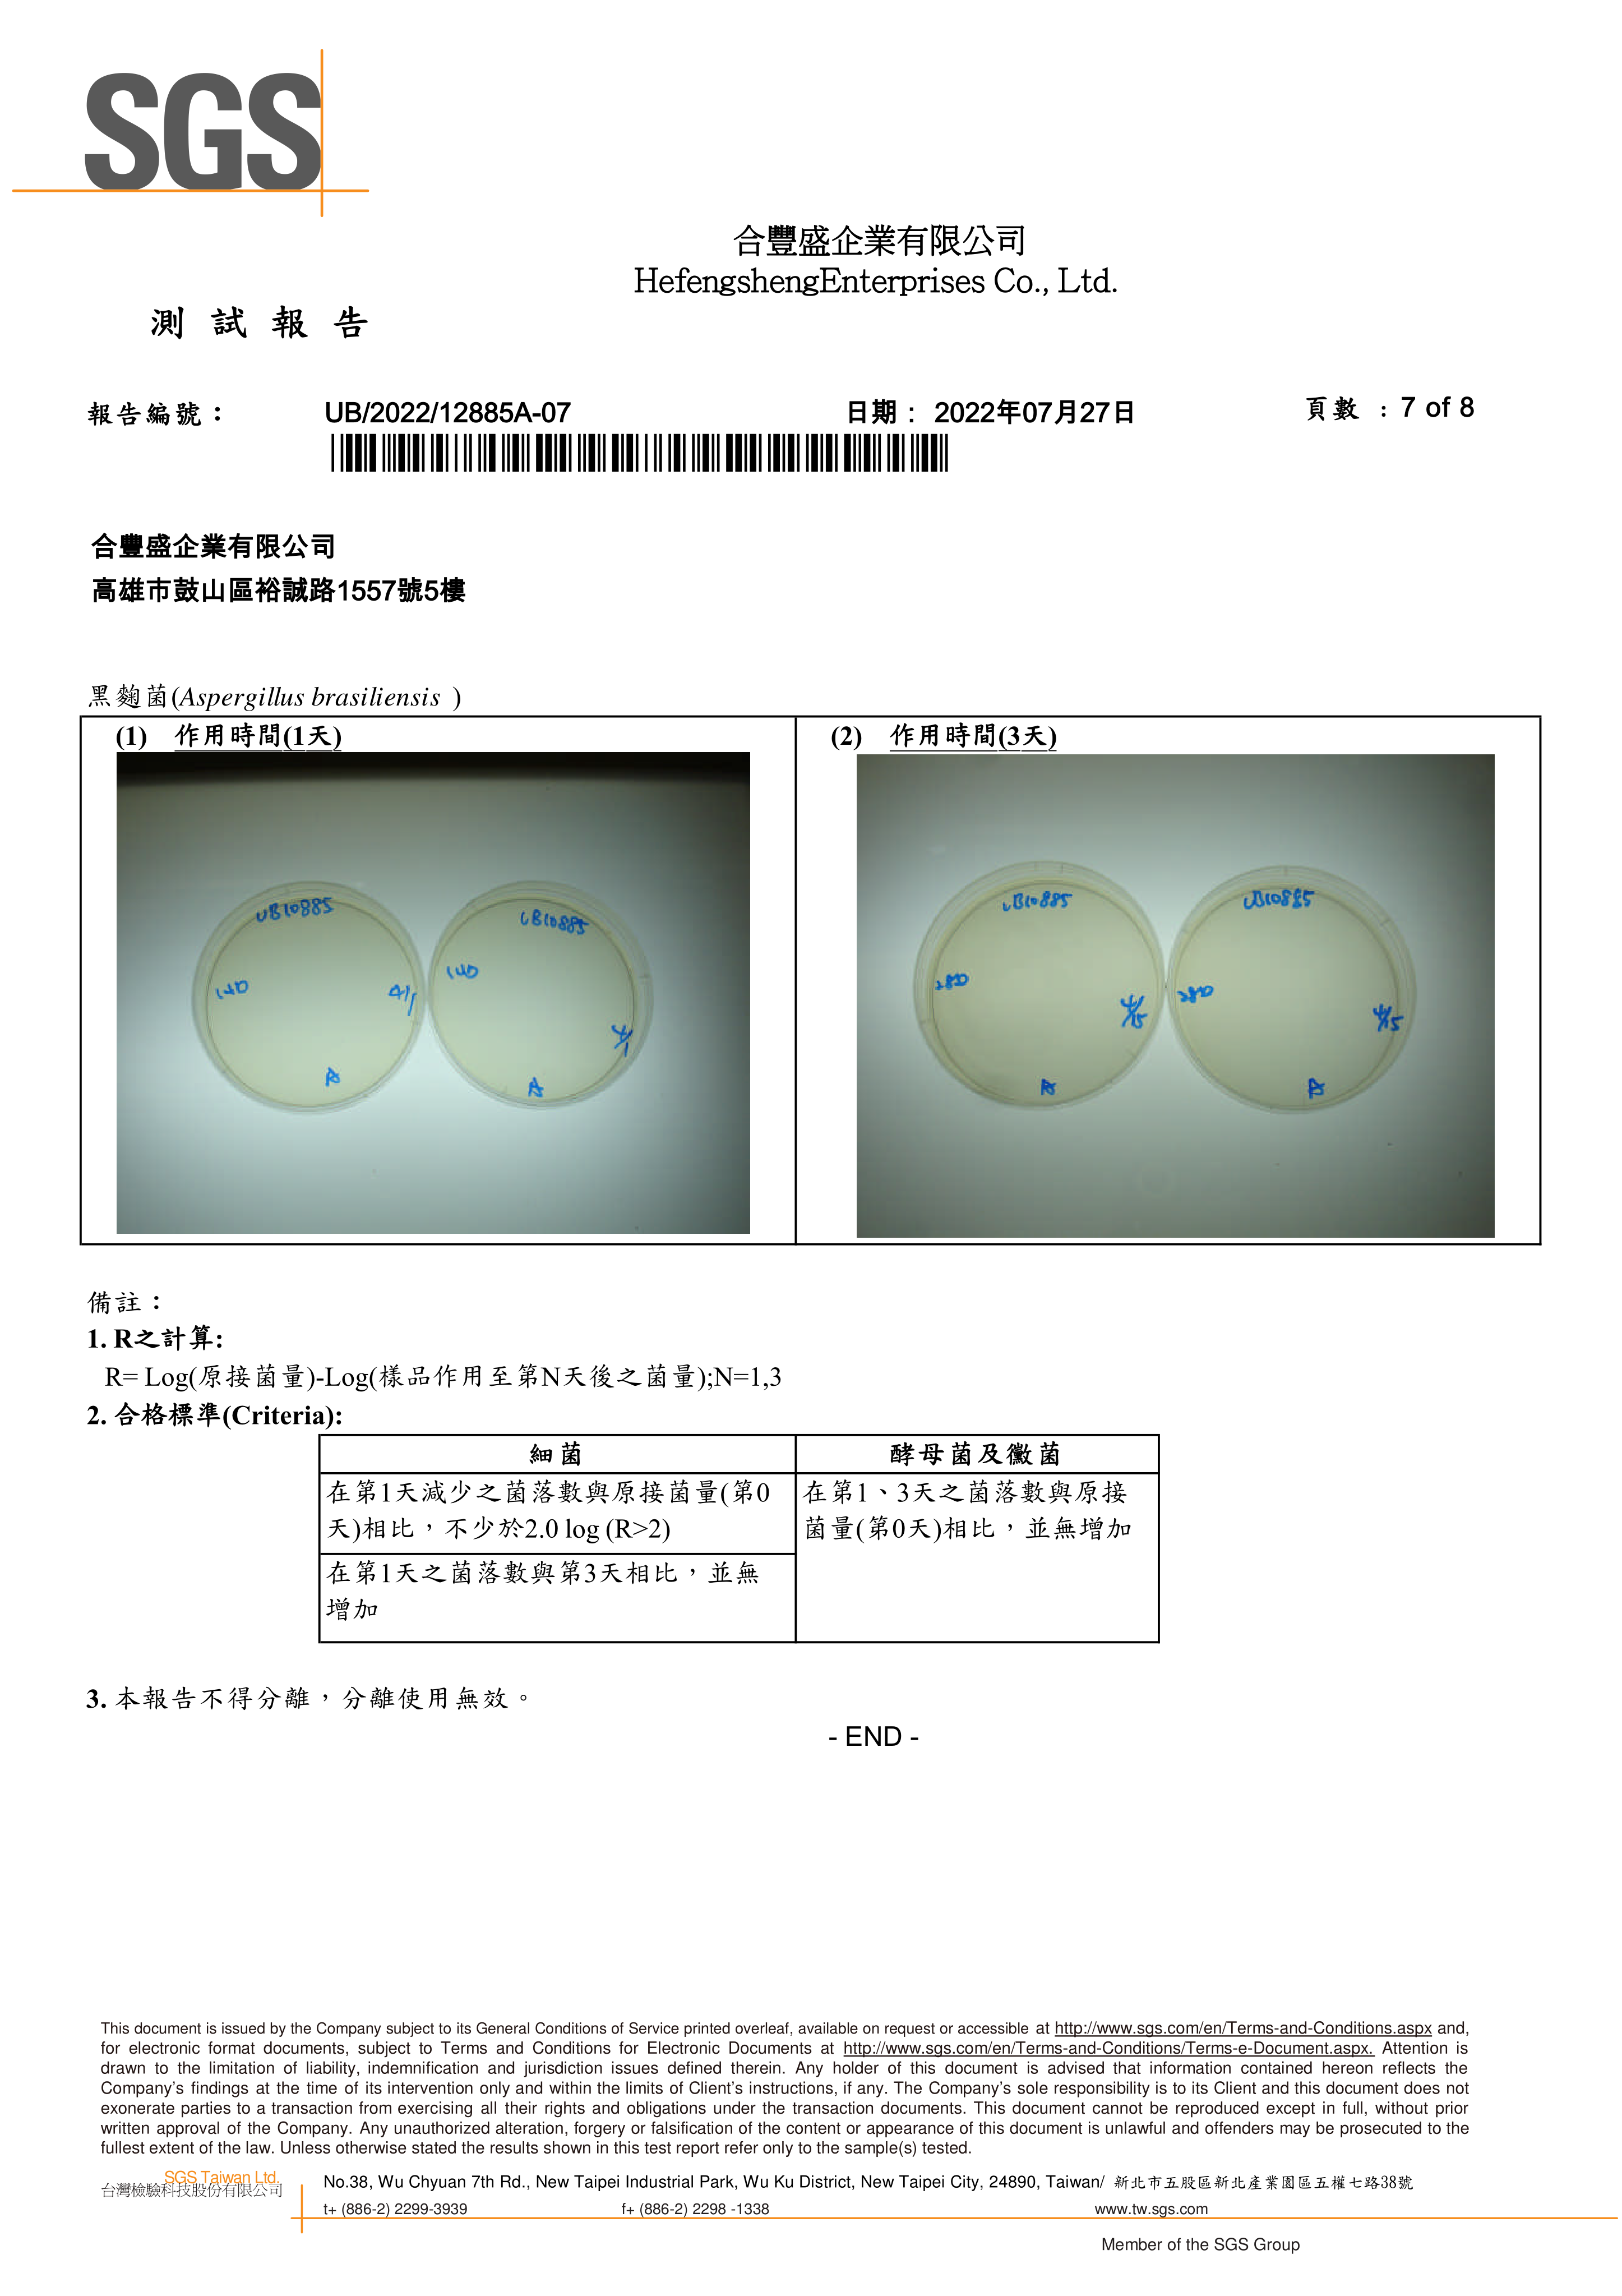 SGS
合豐盛企業有限公司
HefengshengEnterprises Co., Ltd.
測 試 報 告
報告編號： UB/2022/12885A-07 日期： 2022年07月27日 頁數 : 7 of 8
合豐盛企業有限公司
高雄市鼓山區裕誠路1557號5樓
黑麴菌(Aspergillus brasiliensis )
(1) 作用時間(1天)
(2) 作用時間(3天)
UB10885
UB10885
14D
14D
4/1
4/1
A
A
UB10885
UB10885
28D
28D
4/15
4/15
A
A
備註：
1. R之計算:
R= Log(原接菌量)-Log(樣品作用至第N天後之菌量);N=1,3
2. 合格標準(Criteria):
細菌 酵母菌及黴菌
在第1天減少之菌落數與原接菌量(第0
天)相比，不少於2.0 log (R>2)
在第1天之菌落數與第3天相比，並無
增加
在第1、3天之菌落數與原接
菌量(第0天)相比，並無增加
3. 本報告不得分離，分離使用無效。
- END -
This document is issued by the Company subject to its General Conditions of Service printed overleaf, available on request or accessible at http://www.sgs.com/en/Terms-and-Conditions.aspx and,
for electronic format documents, subject to Terms and Conditions for Electronic Documents at http://www.sgs.com/en/Terms-and-Conditions/Terms-e-Document.aspx. Attention is
drawn to the limitation of liability, indemnification and jurisdiction issues defined therein. Any holder of this document is advised that information contained hereon reflects the
Company's findings at the time of its intervention only and within the limits of Client's instructions, if any. The Company's sole responsibility is to its Client and this document does not
exonerate parties to a transaction from exercising all their rights and obligations under the transaction documents. This document cannot be reproduced except in full, without prior
written approval of the Company. Any unauthorized alteration, forgery or falsification of the content or appearance of this document is unlawful and offenders may be prosecuted to the
fullest extent of the law. Unless otherwise stated the results shown in this test report refer only to the sample(s) tested.
SGS Taiwan Ltd.
台灣檢驗科技股份有限公司
No.38, Wu Chyuan 7th Rd., New Taipei Industrial Park, Wu Ku District, New Taipei City, 24890, Taiwan/ 新北市五股區新北產業園區五權七路38號
t+ (886-2) 2299-3939 f+ (886-2) 2298 -1338 www.tw.sgs.com
Member of the SGS Group